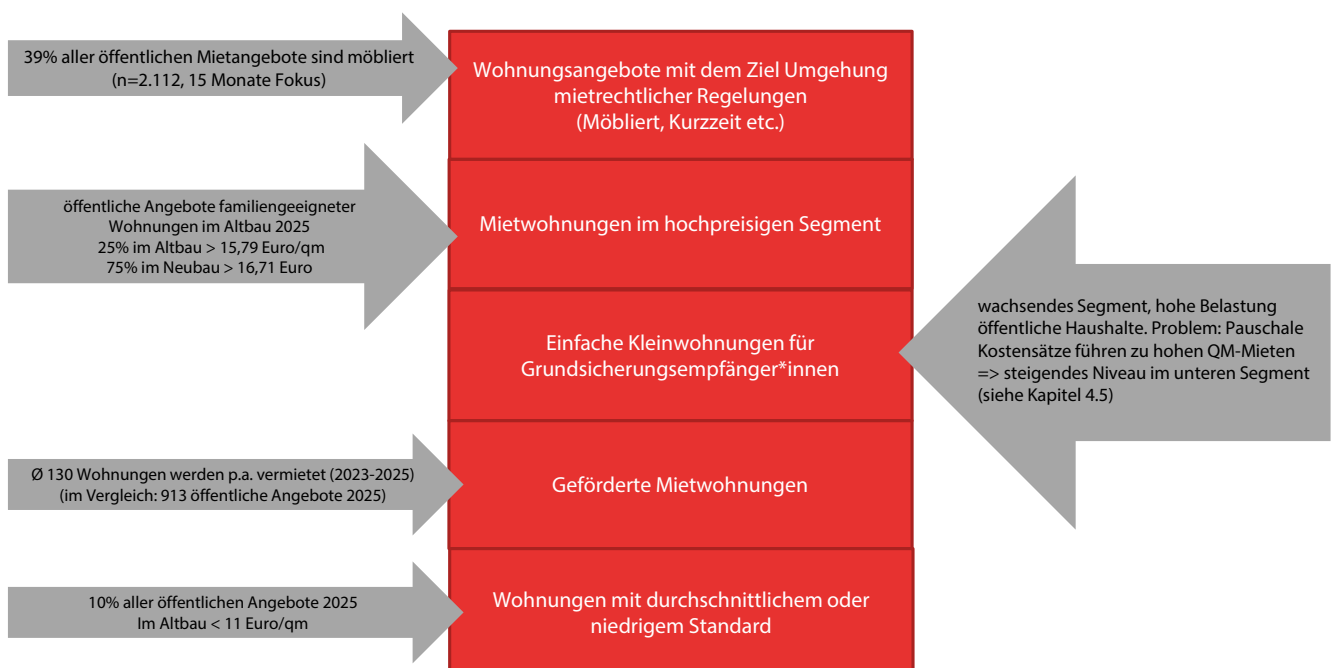 39% aller öffentlichen Mietangebote sind möbliert
(n=2.112, 15 Monate Fokus)
Wohnungsangebote mit dem Ziel Umgehung
mietrechtlicher Regelungen
(Möbliert, Kurzzeit etc.)
öffentliche Angebote familiengeeigneter
Wohnungen im Altbau 2025
25% im Altbau > 15,79 Euro/qm
75% im Neubau > 16,71 Euro
Mietwohnungen im hochpreisigen Segment
Einfache Kleinwohnungen für
Grundsicherungsempfänger*innen
wachsendes Segment, hohe Belastung
öffentliche Haushalte. Problem: Pauschale
Kostensätze führen zu hohen QM-Mieten
=> steigendes Niveau im unteren Segment
(siehe Kapitel 4.5)
Ø 130 Wohnungen werden p.a. vermietet (2023-2025)
(im Vergleich: 913 öffentliche Angebote 2025)
Geförderte Mietwohnungen
10% aller öffentlichen Angebote 2025
Im Altbau < 11 Euro/qm
Wohnungen mit durchschnittlichem oder
niedrigem Standard